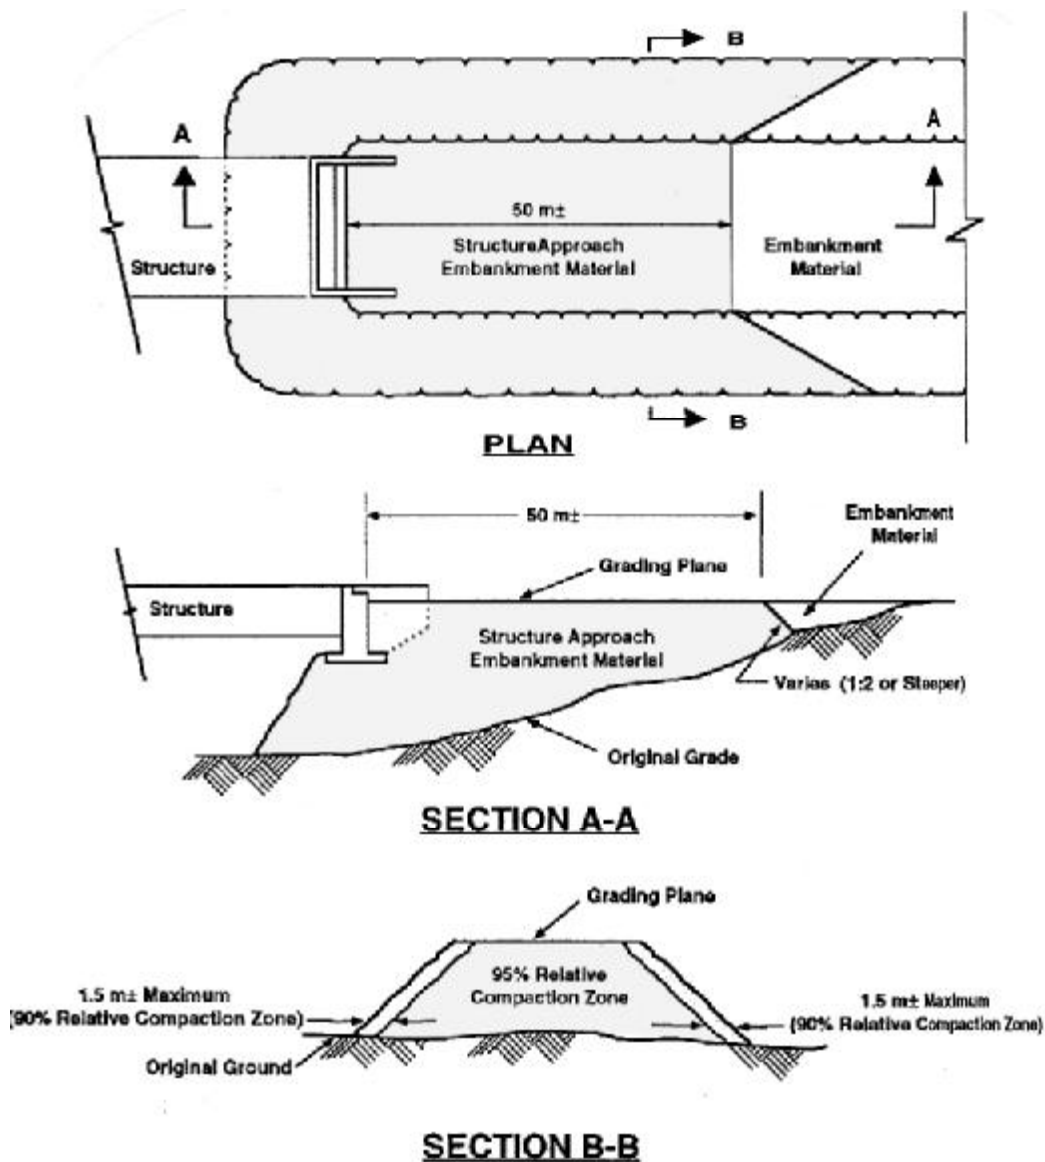 B
A
A
50 m±
StructureApproach
Embankment Material
Embankment
Material
Structure
B
PLAN
50 m±
Embankment
Material
Grading Plane
Structure
Structure Approach
Embankment Material
Varies (1:2 or Steeper)
Original Grade
SECTION A-A
Grading Plane
95% Relative
Compaction Zone
1.5 m± Maximum
(90% Relative Compaction Zone)
1.5 m± Maximum
(90% Relative Compaction Zone)
Original Ground
SECTION B-B